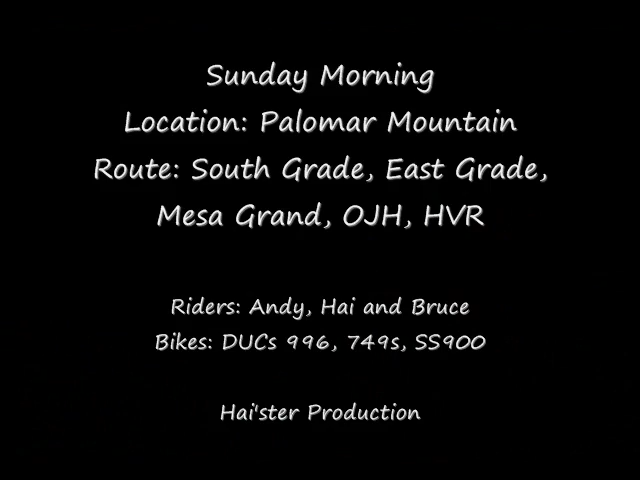 Sunday Morning
Location: Palomar Mountain
Route: South Grade, East Grade,
Mesa Grand, OJH, HVR
Riders: Andy, Hai and Bruce
Bikes: DUCs 996, 749s, SS900
Hai'ster Production